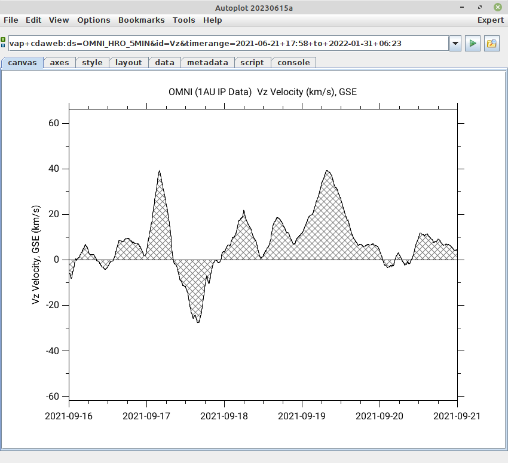 Autoplot 20230615a
File Edit View Options Bookmarks Tools Help Expert
vap+cdaweb:ds=OMNI_HRO_5MIN&id=Vz&timerange=2021-06-21+17:58+to+2022-01-31+06:23
canvas axes style layout data metadata script console
OMNI (1AU IP Data) Vz Velocity (km/s), GSE
Vz Velocity, GSE (km/s)
60
40
20
0
-20
-40
-60
2021-09-16 2021-09-17 2021-09-18 2021-09-19 2021-09-20 2021-09-21